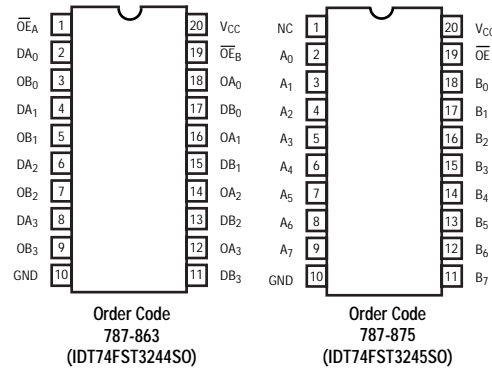 O̅E̅A 1 20 VCC
DA0 2 19 O̅E̅B
OB0 3 18 OA0
DA1 4 17 DB0
OB1 5 16 OA1
DA2 6 15 DB1
OB2 7 14 OA2
DA3 8 13 DB2
OB3 9 12 OA3
GND 10 11 DB3
Order Code
787-863
(IDT74FST3244SO)
NC 1 20 VCC
A0 2 19 O̅E̅
A1 3 18 B0
A2 4 17 B1
A3 5 16 B2
A4 6 15 B3
A5 7 14 B4
A6 8 13 B5
A7 9 12 B6
GND 10 11 B7
Order Code
787-875
(IDT74FST3245SO)